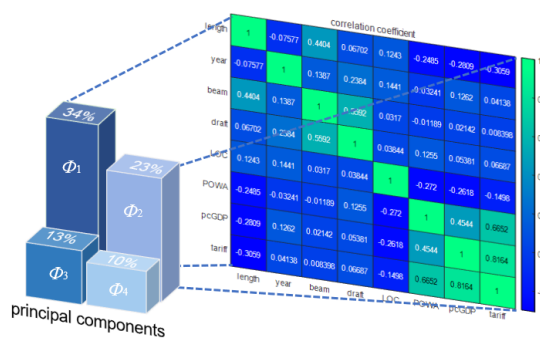 correlation coefficient
length 1 -0.07577 0.4404 0.06702 0.1243 -0.2485 -0.2809 -0.3059
year -0.07577 1 0.1387 0.2384 0.1441 -0.03241 0.1262 0.04138
beam 0.4404 0.1387 1 0.5592 0.0317 -0.01189 0.02142 0.008398
draft 0.06702 0.2384 0.5592 1 0.03844 0.1255 0.05381 0.06687
LOC 0.1243 0.1441 0.0317 0.03844 1 -0.272 -0.2618 -0.1498
POWA -0.2485 -0.03241 -0.01189 0.1255 -0.272 1 0.4544 0.6652
pcGDP -0.2809 0.1262 0.02142 0.05381 -0.2618 0.4544 1 0.8164
tariff -0.3059 0.04138 0.008398 0.06687 -0.1498 0.6652 0.8164 1
length year beam draft LOC POWA pcGDP tariff
34%
Φ1
23%
Φ2
13%
Φ3
10%
Φ4
principal components